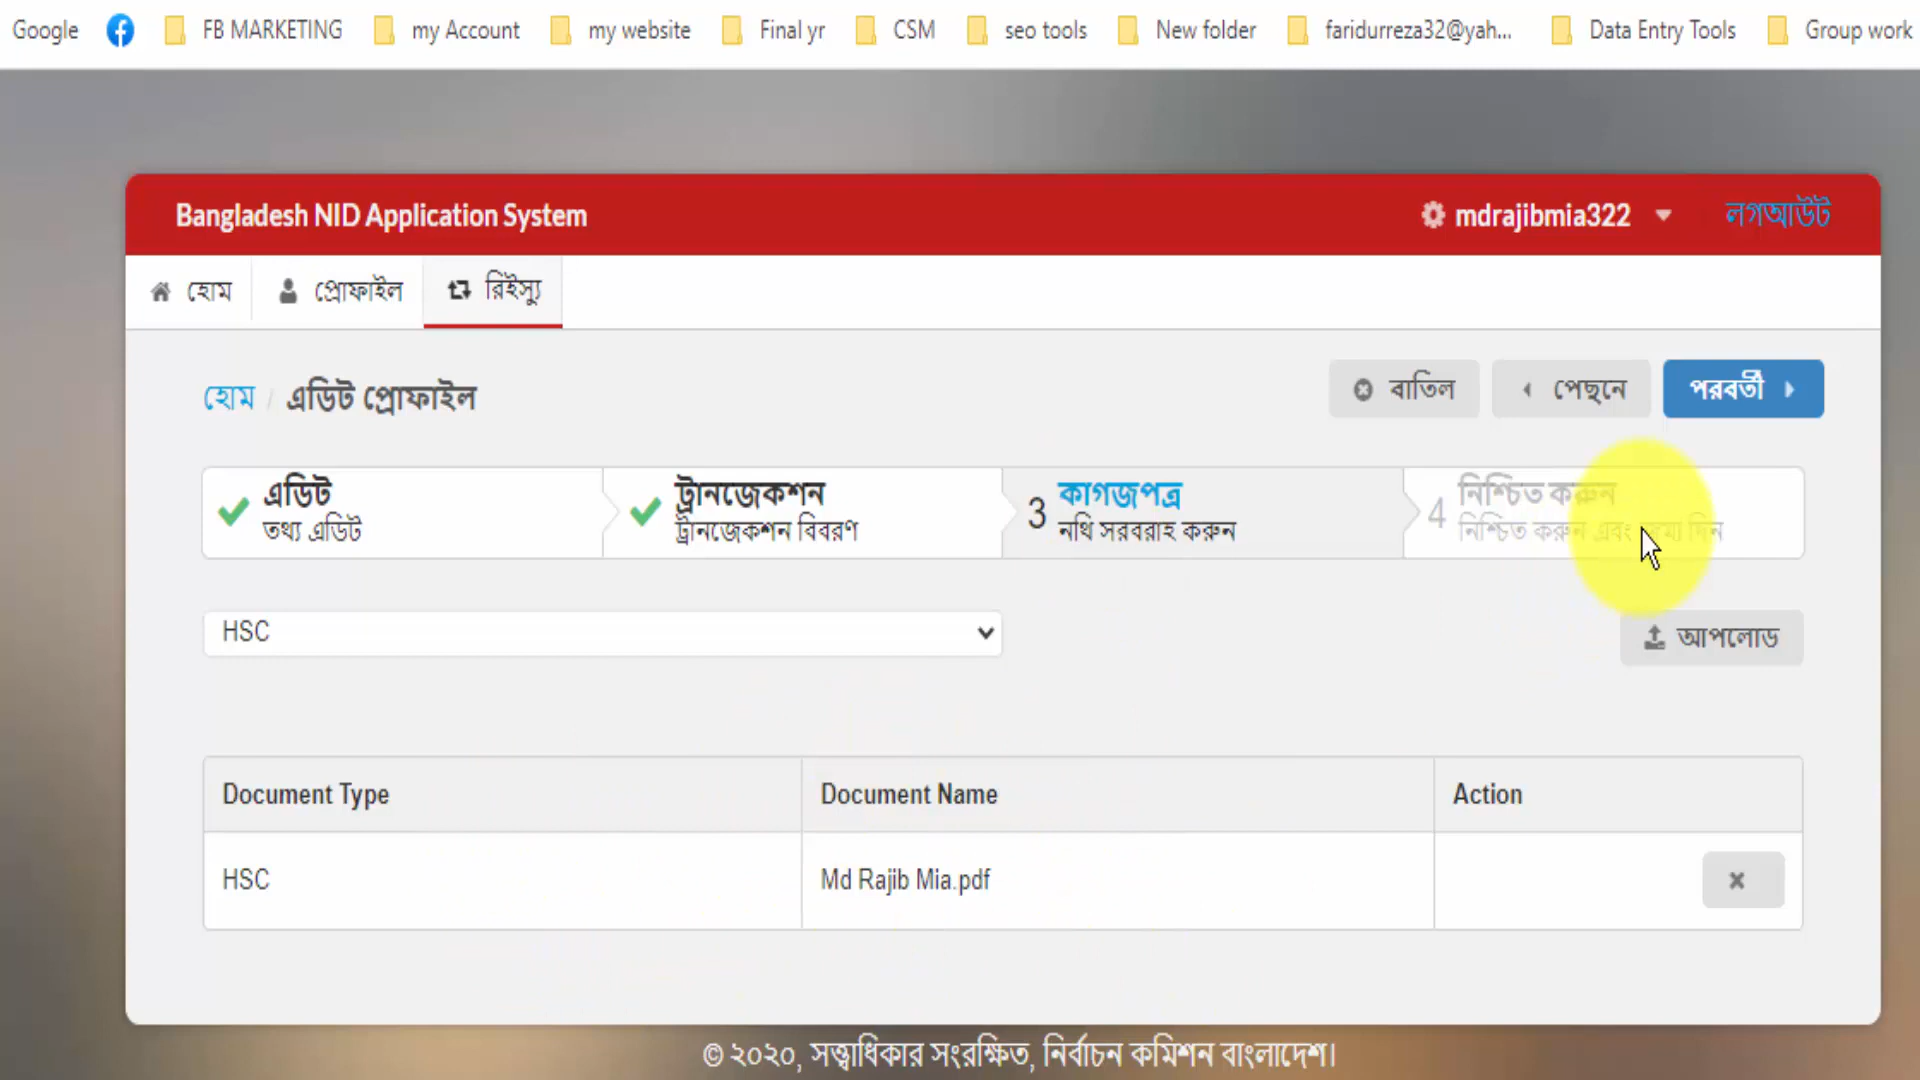 Google FB MARKETING my Account my website Final yr CSM seo tools New folder faridurreza32@yah... Data Entry Tools Group work
Bangladesh NID Application System mdrajibmia322 লগআউট
হোম প্রোফাইল রিইস্যু
হোম / এডিট প্রোফাইল বাতিল পেছনে পরবর্তী
এডিট
তথ্য এডিট
ট্রানজেকশন
ট্রানজেকশন বিবরণ
3 কাগজপত্র
নথি সরবরাহ করুন
4 নিশ্চিত করুন
নিশ্চিত করুন এবং জমা দিন
HSC আপলোড
Document Type Document Name Action
HSC Md Rajib Mia.pdf
© ২০২০, সত্ত্বাধিকার সংরক্ষিত, নির্বাচন কমিশন বাংলাদেশ।